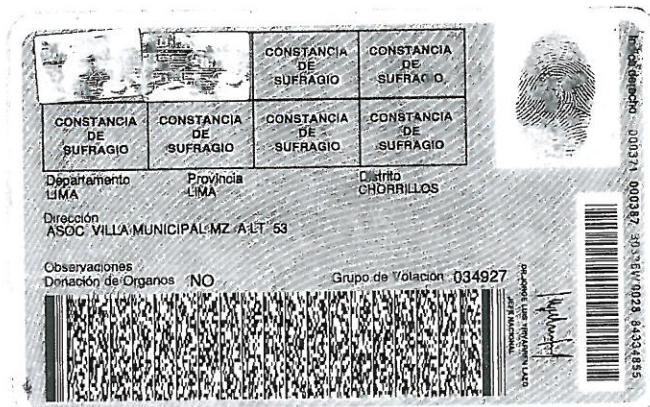 CONSTANCIA DE SUFRAGIO
CONSTANCIA DE SUFRAGIO
CONSTANCIA DE SUFRAGIO
CONSTANCIA DE SUFRAGIO
CONSTANCIA DE SUFRAGIO
CONSTANCIA DE SUFRAGIO
Departamento Provincia Distrito
LIMA LIMA CHORRILLOS
Dirección
ASOC VILLA MUNICIPAL MZ A LT 53
Observaciones
Donación de Organos NO Grupo de Votación 034927
JEFE NACIONAL
derecho 000371 000387